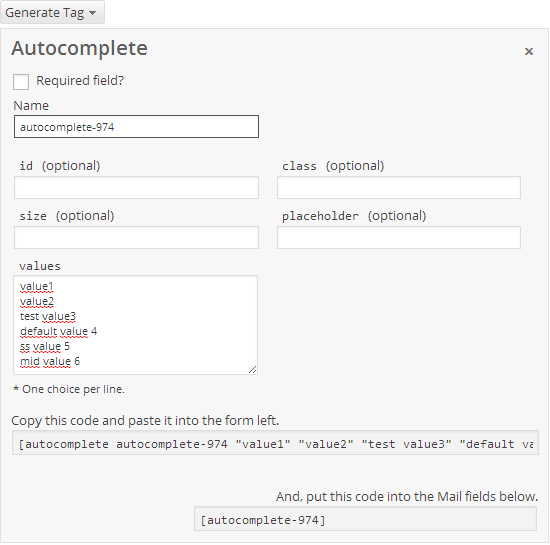 Generate Tag
Autocomplete
×
Required field?
Name
autocomplete-974
id (optional) class (optional)
size (optional) placeholder (optional)
values
value1
value2
test value3
default value 4
ss value 5
mid value 6
* One choice per line.
Copy this code and paste it into the form left.
[autocomplete autocomplete-974 "value1" "value2" "test value3" "default va
And, put this code into the Mail fields below.
[autocomplete-974]